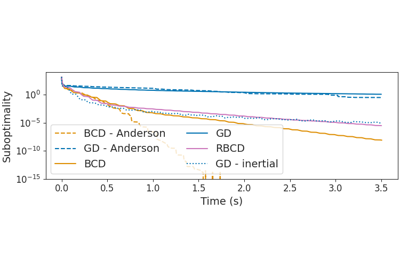 Suboptimality
10⁰
10⁻⁵
10⁻¹⁰
10⁻¹⁵
BCD - Anderson
GD - Anderson
BCD
GD
RBCD
GD - inertial
0.0 0.5 1.0 1.5 2.0 2.5 3.0 3.5
Time (s)